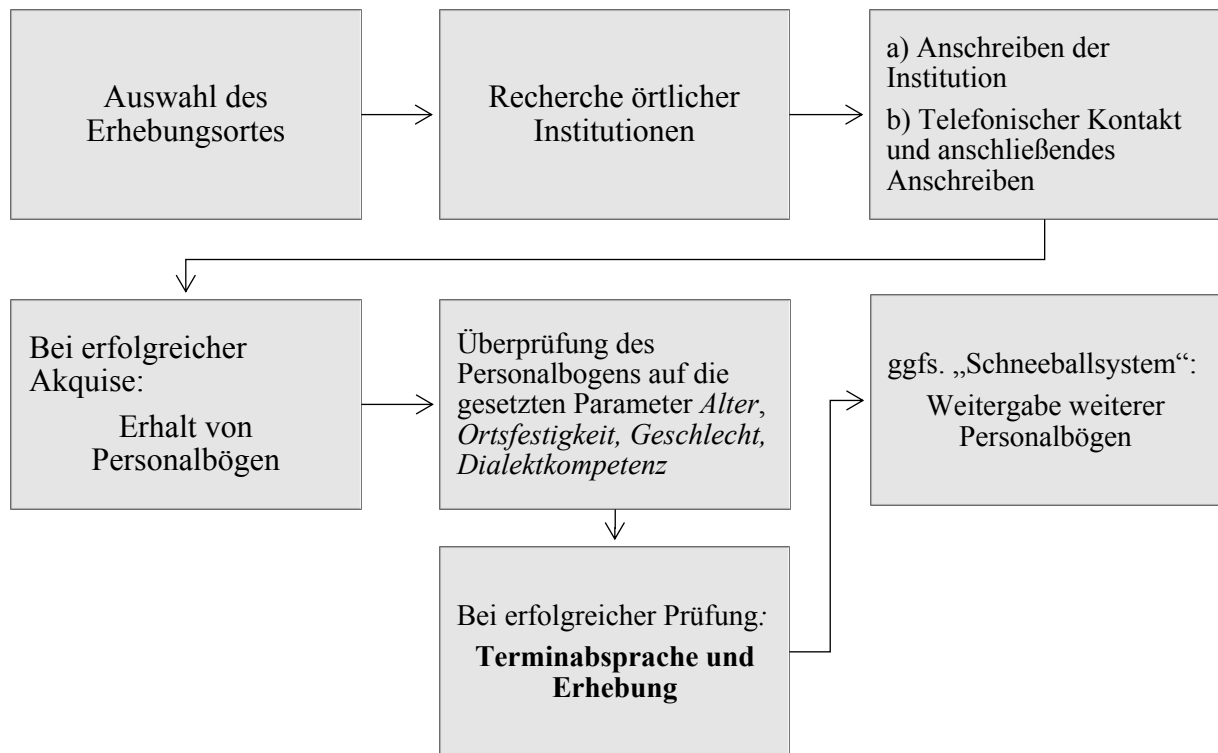 Auswahl des
Erhebungsortes
Recherche örtlicher
Institutionen
a) Anschreiben der
Institution
b) Telefonischer Kontakt
und anschließendes
Anschreiben
Bei erfolgreicher
Akquise:
Erhalt von
Personalbögen
Überprüfung des
Personalbogens auf die
gesetzten Parameter Alter,
Ortsfestigkeit, Geschlecht,
Dialektkompetenz
ggfs. „Schneeballsystem“:
Weitergabe weiterer
Personalbögen
Bei erfolgreicher Prüfung:
Terminabsprache und
Erhebung